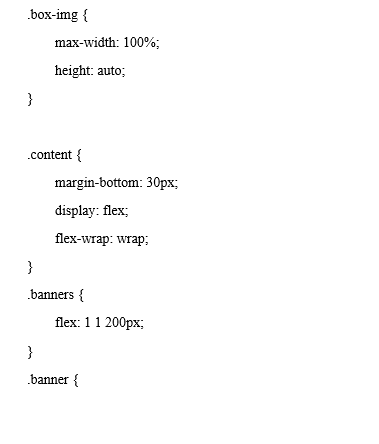 .box-img {
max-width: 100%;
height: auto;
}
.content {
margin-bottom: 30px;
display: flex;
flex-wrap: wrap;
}
.banners {
flex: 1 1 200px;
}
.banner {